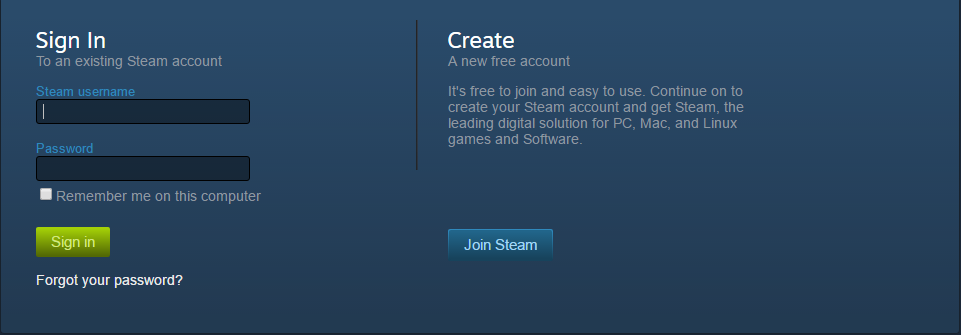 Sign In
To an existing Steam account
Steam username
Password
Remember me on this computer
Sign in
Forgot your password?
Create
A new free account
It's free to join and easy to use. Continue on to
create your Steam account and get Steam, the
leading digital solution for PC, Mac, and Linux
games and Software.
Join Steam